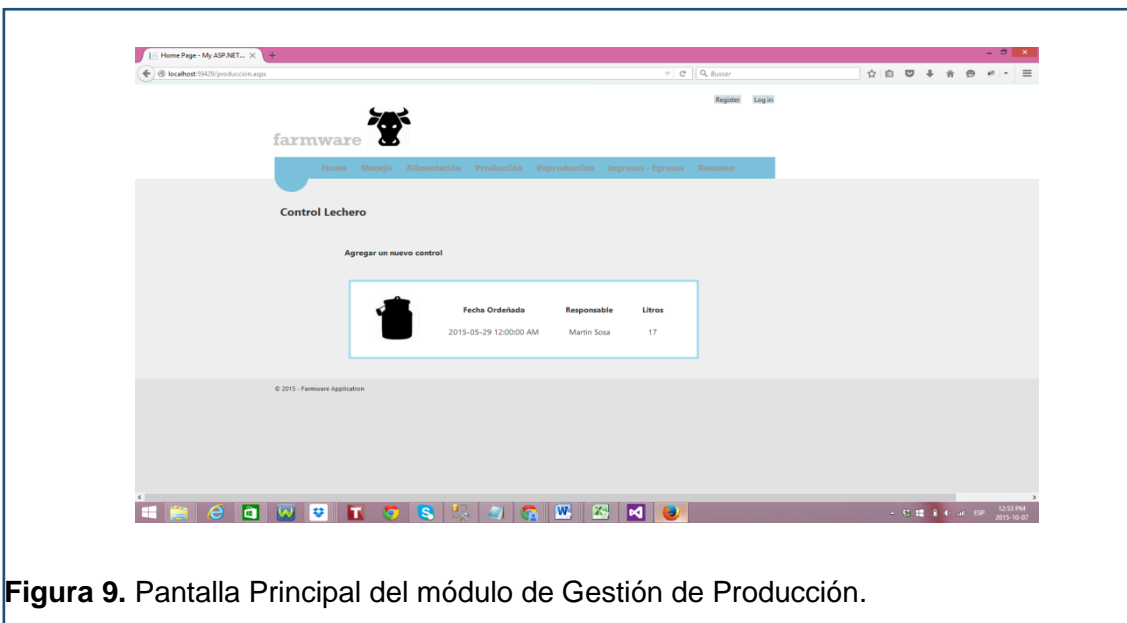 Home Page - My ASP.NET...
localhost:59429/produccion.aspx
Buscar
Register Log in
farmware
Home Manejo Alimentación Producción Reproducción Ingresos - Egresos Resumen
Control Lechero
Agregar un nuevo control
Fecha Ordeñada Responsable Litros
2015-05-29 12:00:00 AM Martin Sosa 17
© 2015 - Farmware Application
ESP
12:53 PM
2015-10-07
Figura 9. Pantalla Principal del módulo de Gestión de Producción.